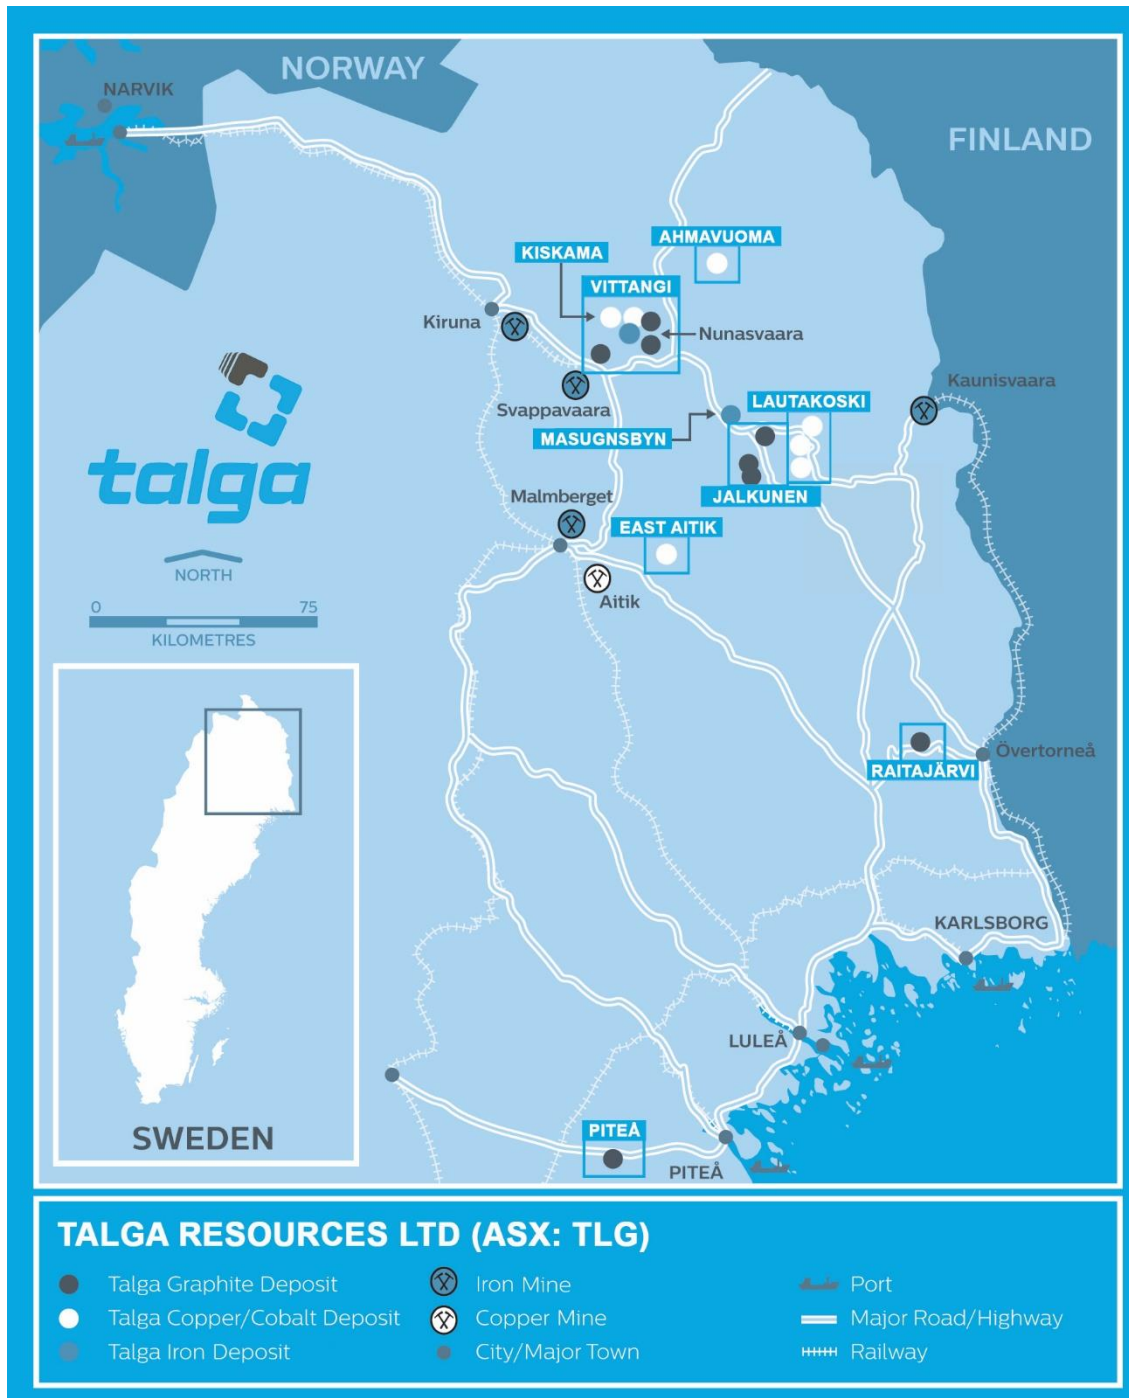 NORWAY
NARVIK
FINLAND
AHMAVUOMA
KISKAMA
VITTANGI
Kiruna
Nunasvaara
Kaunisvaara
Svappavaara
LAUTAKOSKI
MASUGNSBYN
talga
JALKUNEN
Malmberget
EAST AITIK
NORTH
Aitik
0 75
KILOMETRES
Övertorneå
RAITAJÄRVI
KARLSBORG
LULEÅ
SWEDEN
PITEÅ
PITEÅ
TALGA RESOURCES LTD (ASX: TLG)
Talga Graphite Deposit
Talga Copper/Cobalt Deposit
Talga Iron Deposit
Iron Mine
Copper Mine
City/Major Town
Port
Major Road/Highway
Railway